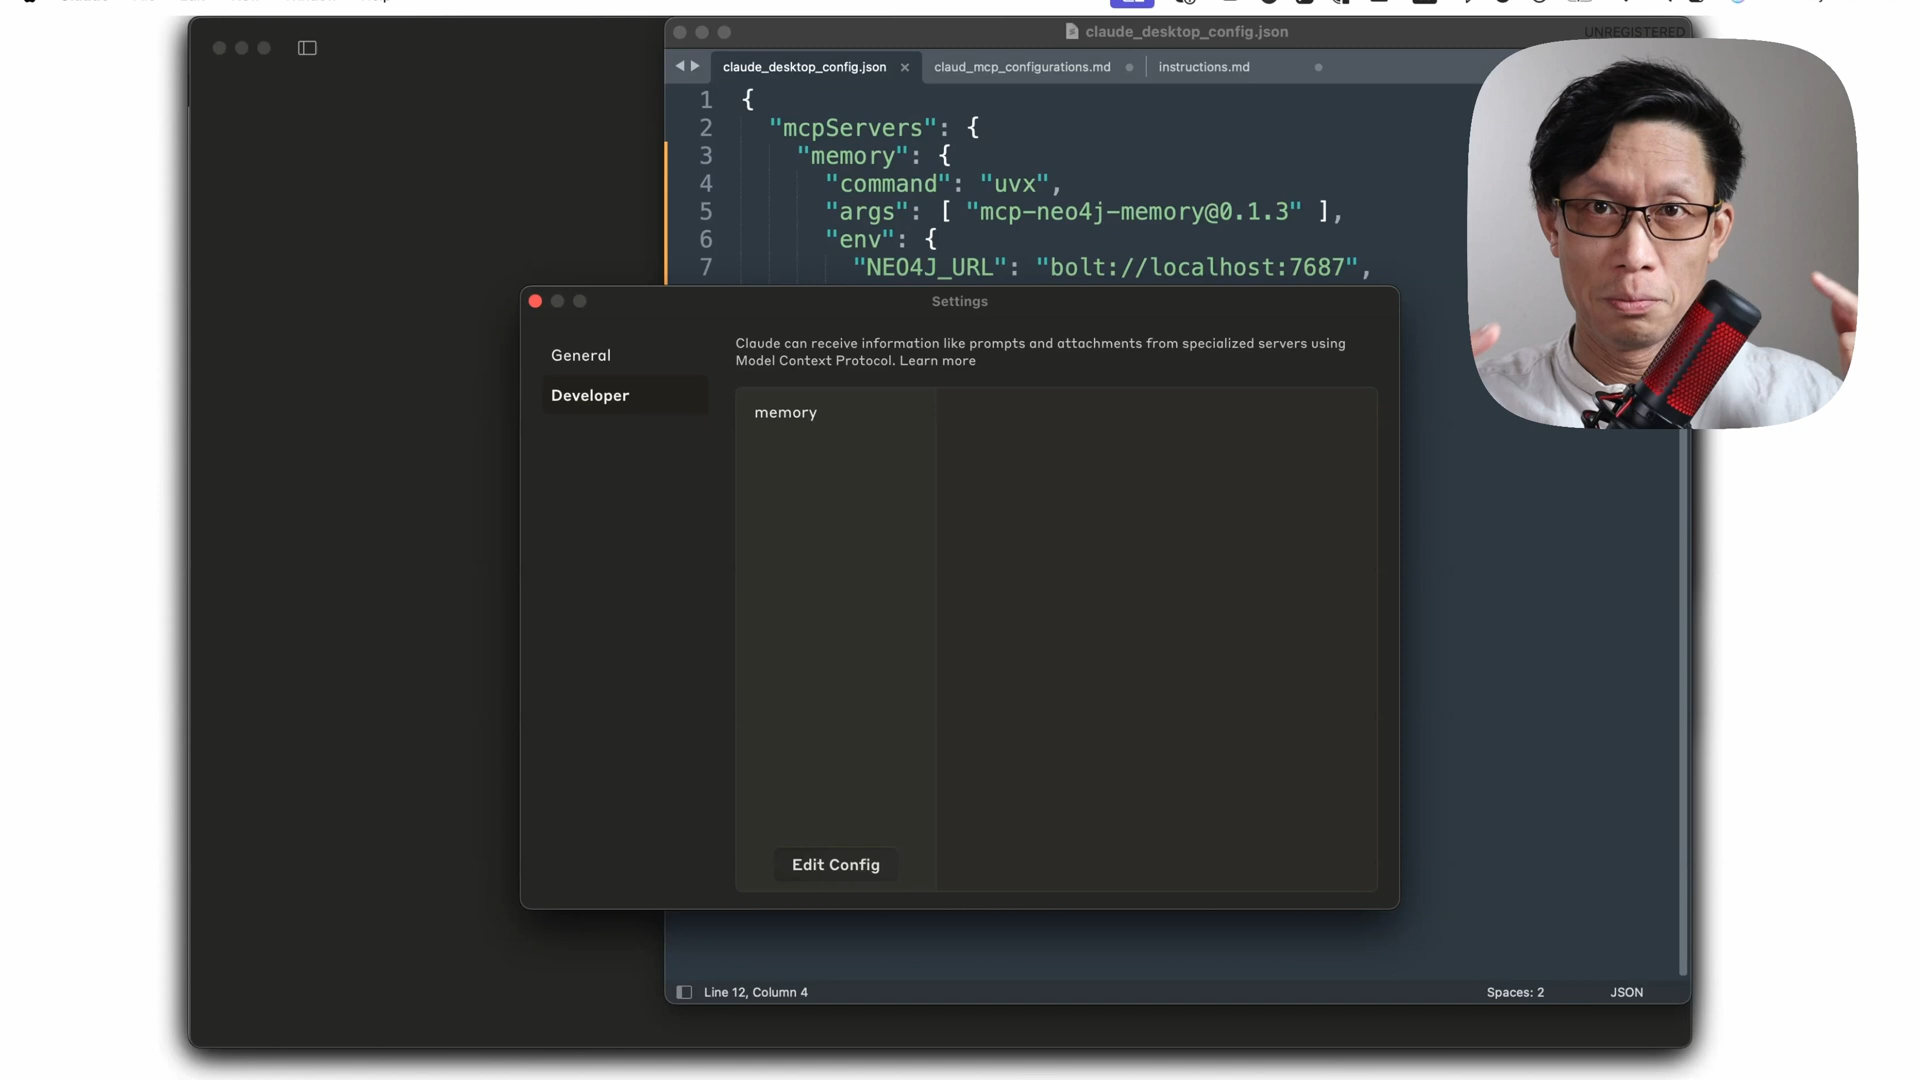 claude_desktop_config.json
UNREGISTERED
claude_desktop_config.json
claud_mcp_configurations.md
instructions.md
1 {
2 "mcpServers": {
3 "memory": {
4 "command": "uvx",
5 "args": [ "mcp-neo4j-memory@0.1.3" ],
6 "env": {
7 "NEO4J_URL": "bolt://localhost:7687",
Settings
General
Developer
Claude can receive information like prompts and attachments from specialized servers using
Model Context Protocol. Learn more
memory
Edit Config
Line 12, Column 4
Spaces: 2
JSON